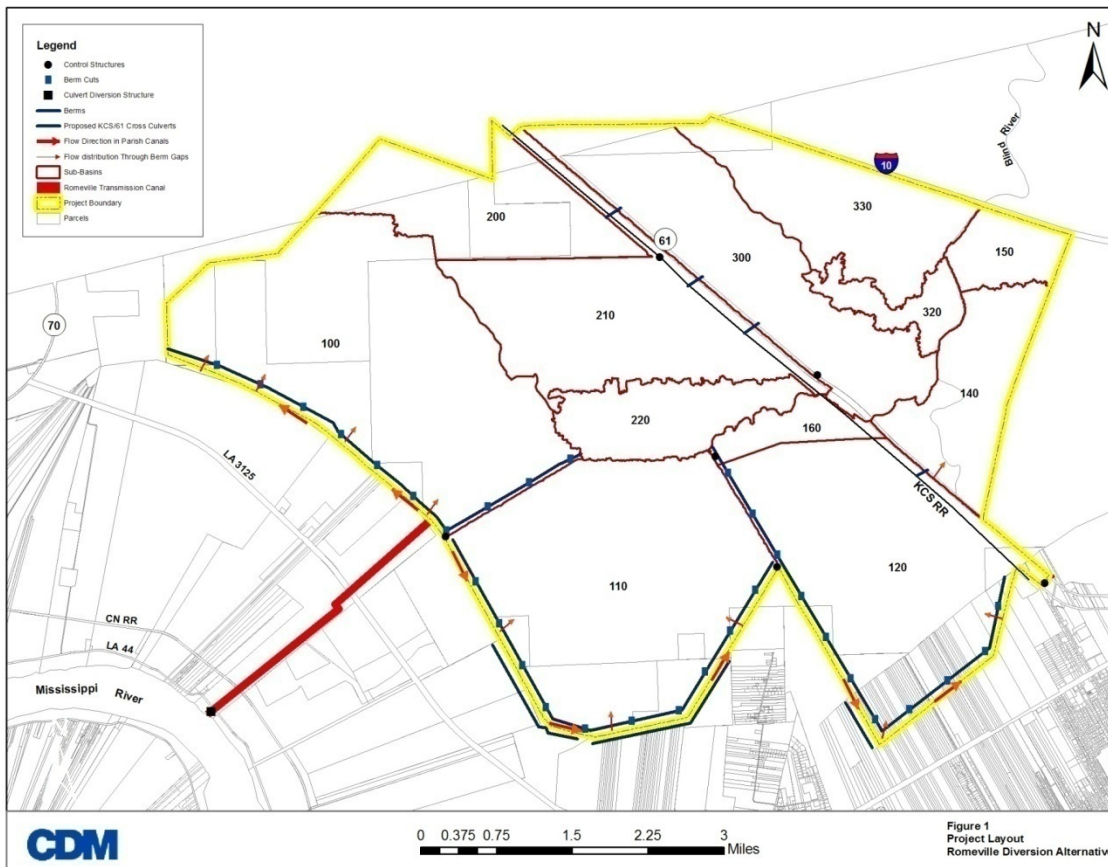 Legend
Control Structures
Berm Cuts
Culvert Diversion Structure
Berms
Proposed KCS/61 Cross Culverts
Flow Direction in Parish Canals
Flow distribution Through Berm Gaps
Sub-Basins
Romeville Transmission Canal
Project Boundary
Parcels
N
Blind River
10
330
200
61
300
150
210
320
70
100
140
220
160
LA 3125
KCS RR
120
110
CN RR
LA 44
Mississippi River
CDM
0 0.375 0.75 1.5 2.25 3
Miles
Figure 1
Project Layout
Romeville Diversion Alternative